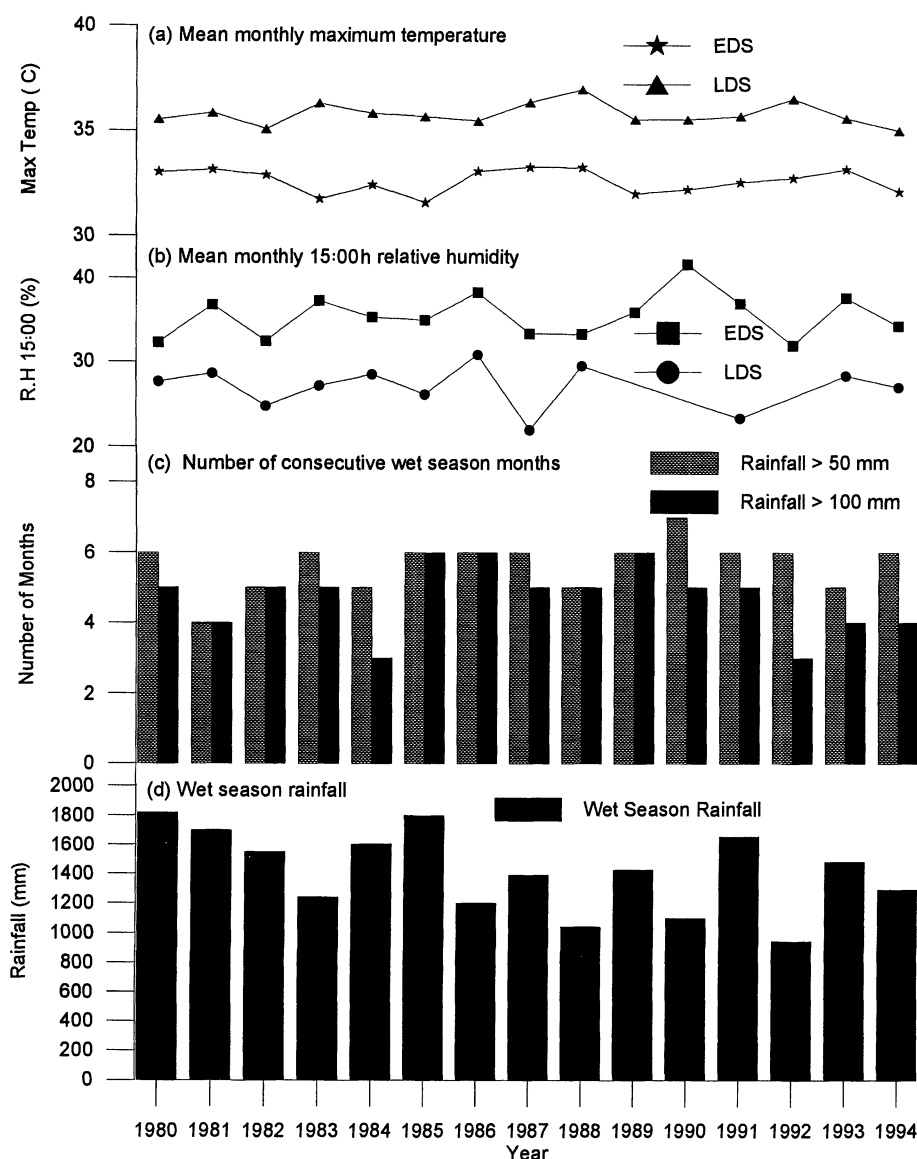 40
(a) Mean monthly maximum temperature
EDS
LDS
35
30
Max Temp ( C)
(b) Mean monthly 15:00h relative humidity
40
30
20
R.H 15:00 (%)
EDS
LDS
(c) Number of consecutive wet season months
Rainfall > 50 mm
Rainfall > 100 mm
8
6
4
2
0
Number of Months
2000
1800
1600
1400
1200
1000
800
600
400
200
0
Rainfall (mm)
(d) Wet season rainfall
Wet Season Rainfall
1980 1981 1982 1983 1984 1985 1986 1987 1988 1989 1990 1991 1992 1993 1994
Year